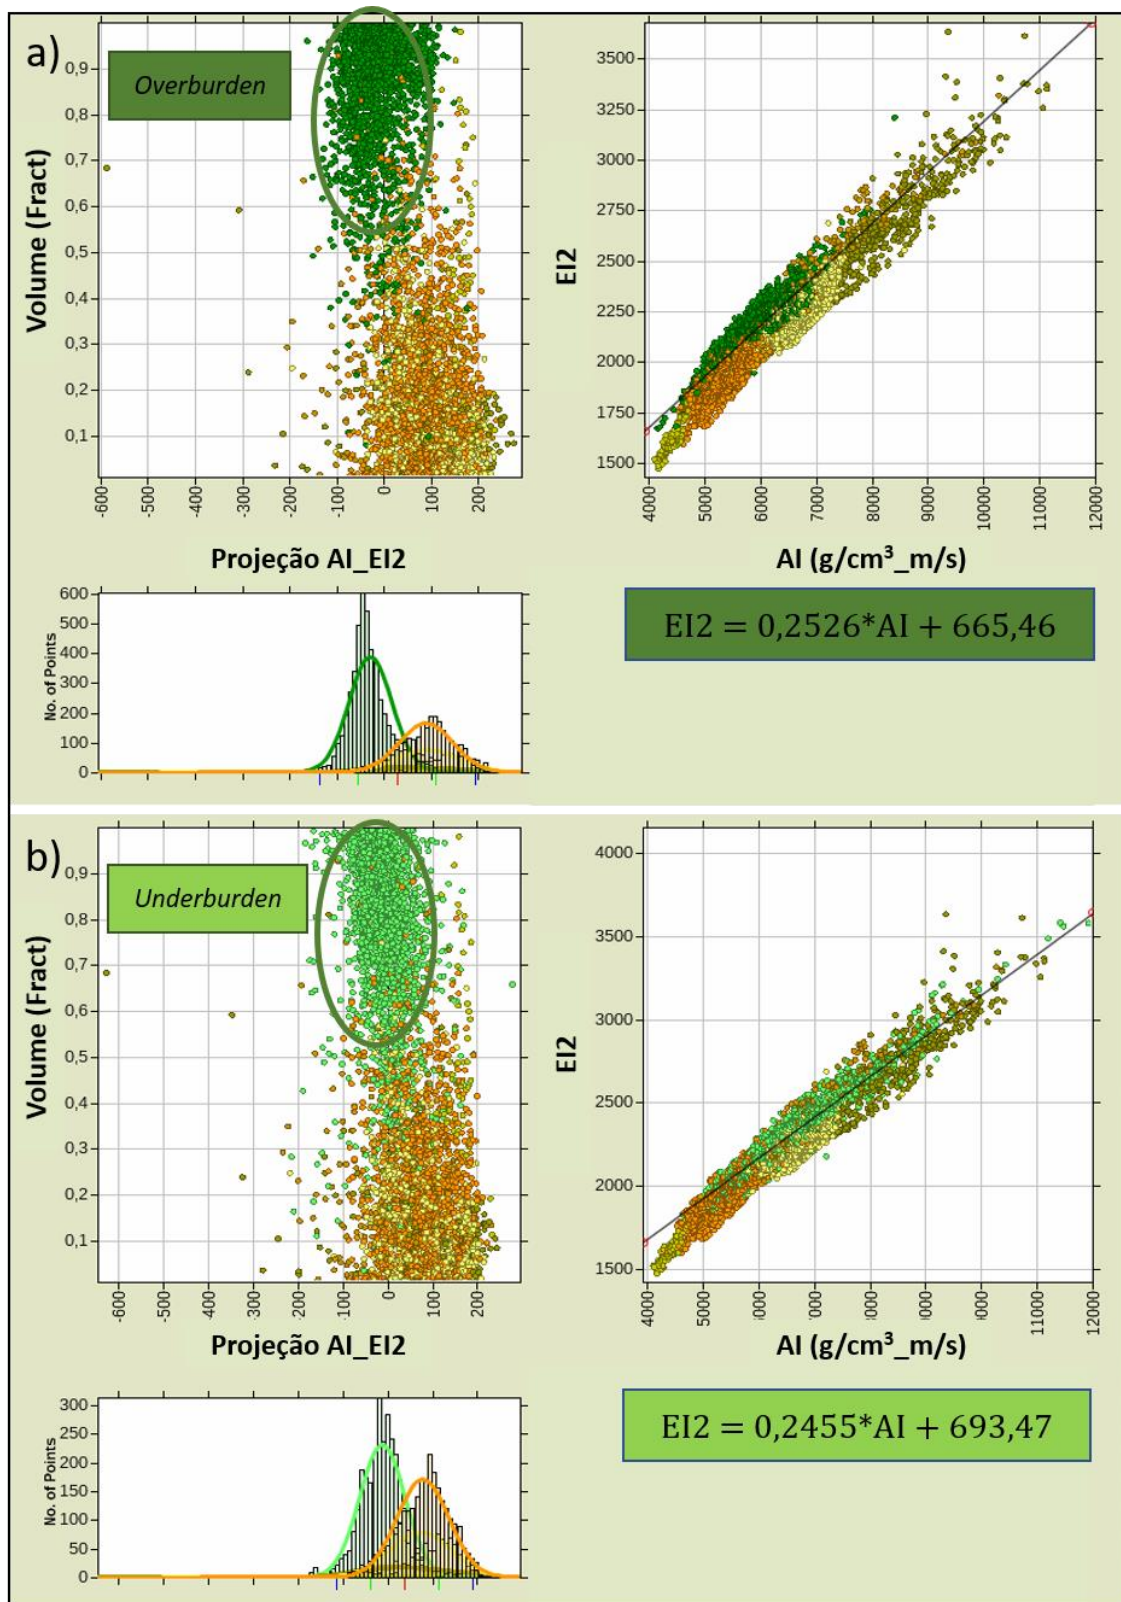 a)
Overburden
Volume (Fract)
0,9
0,8
0,7
0,6
0,5
0,4
0,3
0,2
0,1
-600 -500 -400 -300 -200 -100 0 100 200
Projeção AI_EI2
EI2
3500
3250
3000
2750
2500
2250
2000
1750
1500
4000 5000 6000 7000 8000 9000 10000 11000 12000
AI (g/cm³_m/s)
No. of Points
600
500
400
300
200
100
0
EI2 = 0,2526*AI + 665,46
b)
Underburden
Volume (Fract)
0,9
0,8
0,7
0,6
0,5
0,4
0,3
0,2
0,1
-600 -500 -400 -300 -200 -100 0 100 200
Projeção AI_EI2
EI2
4000
3500
3000
2500
2000
1500
4000 5000 11000 12000
AI (g/cm³_m/s)
No. of Points
300
250
200
150
100
50
0
EI2 = 0,2455*AI + 693,47